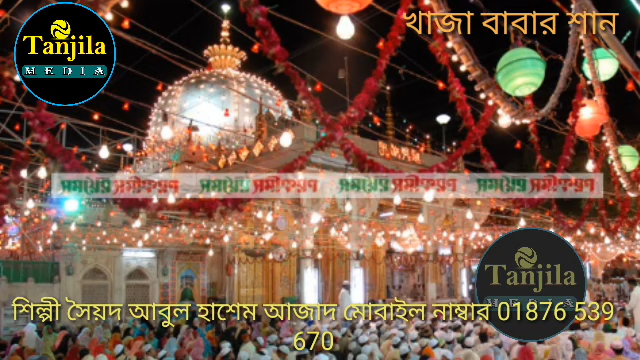 খাজা বাবার শান
Tanjila
MEDIA
সময়ের সমীকরণ সময়ের সমীকরণ সময়ের সমীকরণ সময়ের সমীকরণ
Tanjila
MEDIA
শিল্পী সৈয়দ আবুল হাশেম আজাদ মোরাইল নাম্বার 01876 539
670